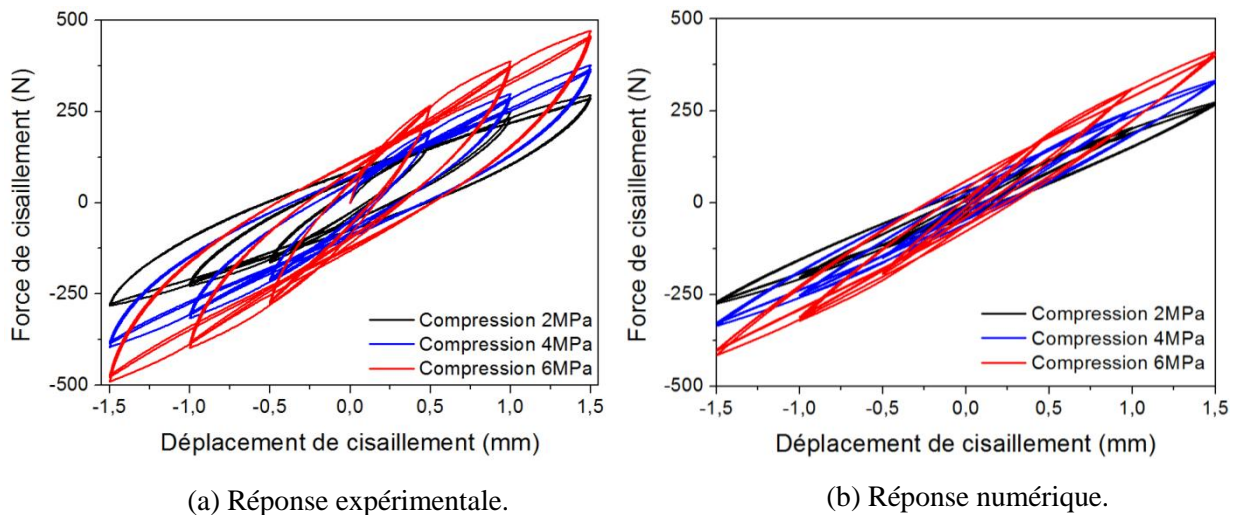 500
250
0
-250
-500
Force de cisaillement (N)
Compression 2MPa
Compression 4MPa
Compression 6MPa
-1,5 -1,0 -0,5 0,0 0,5 1,0 1,5
Déplacement de cisaillement (mm)
(a) Réponse expérimentale.
500
250
0
-250
-500
Force de cisaillement (N)
Compression 2MPa
Compression 4MPa
Compression 6MPa
-1,5 -1,0 -0,5 0,0 0,5 1,0 1,5
Déplacement de cisaillement (mm)
(b) Réponse numérique.